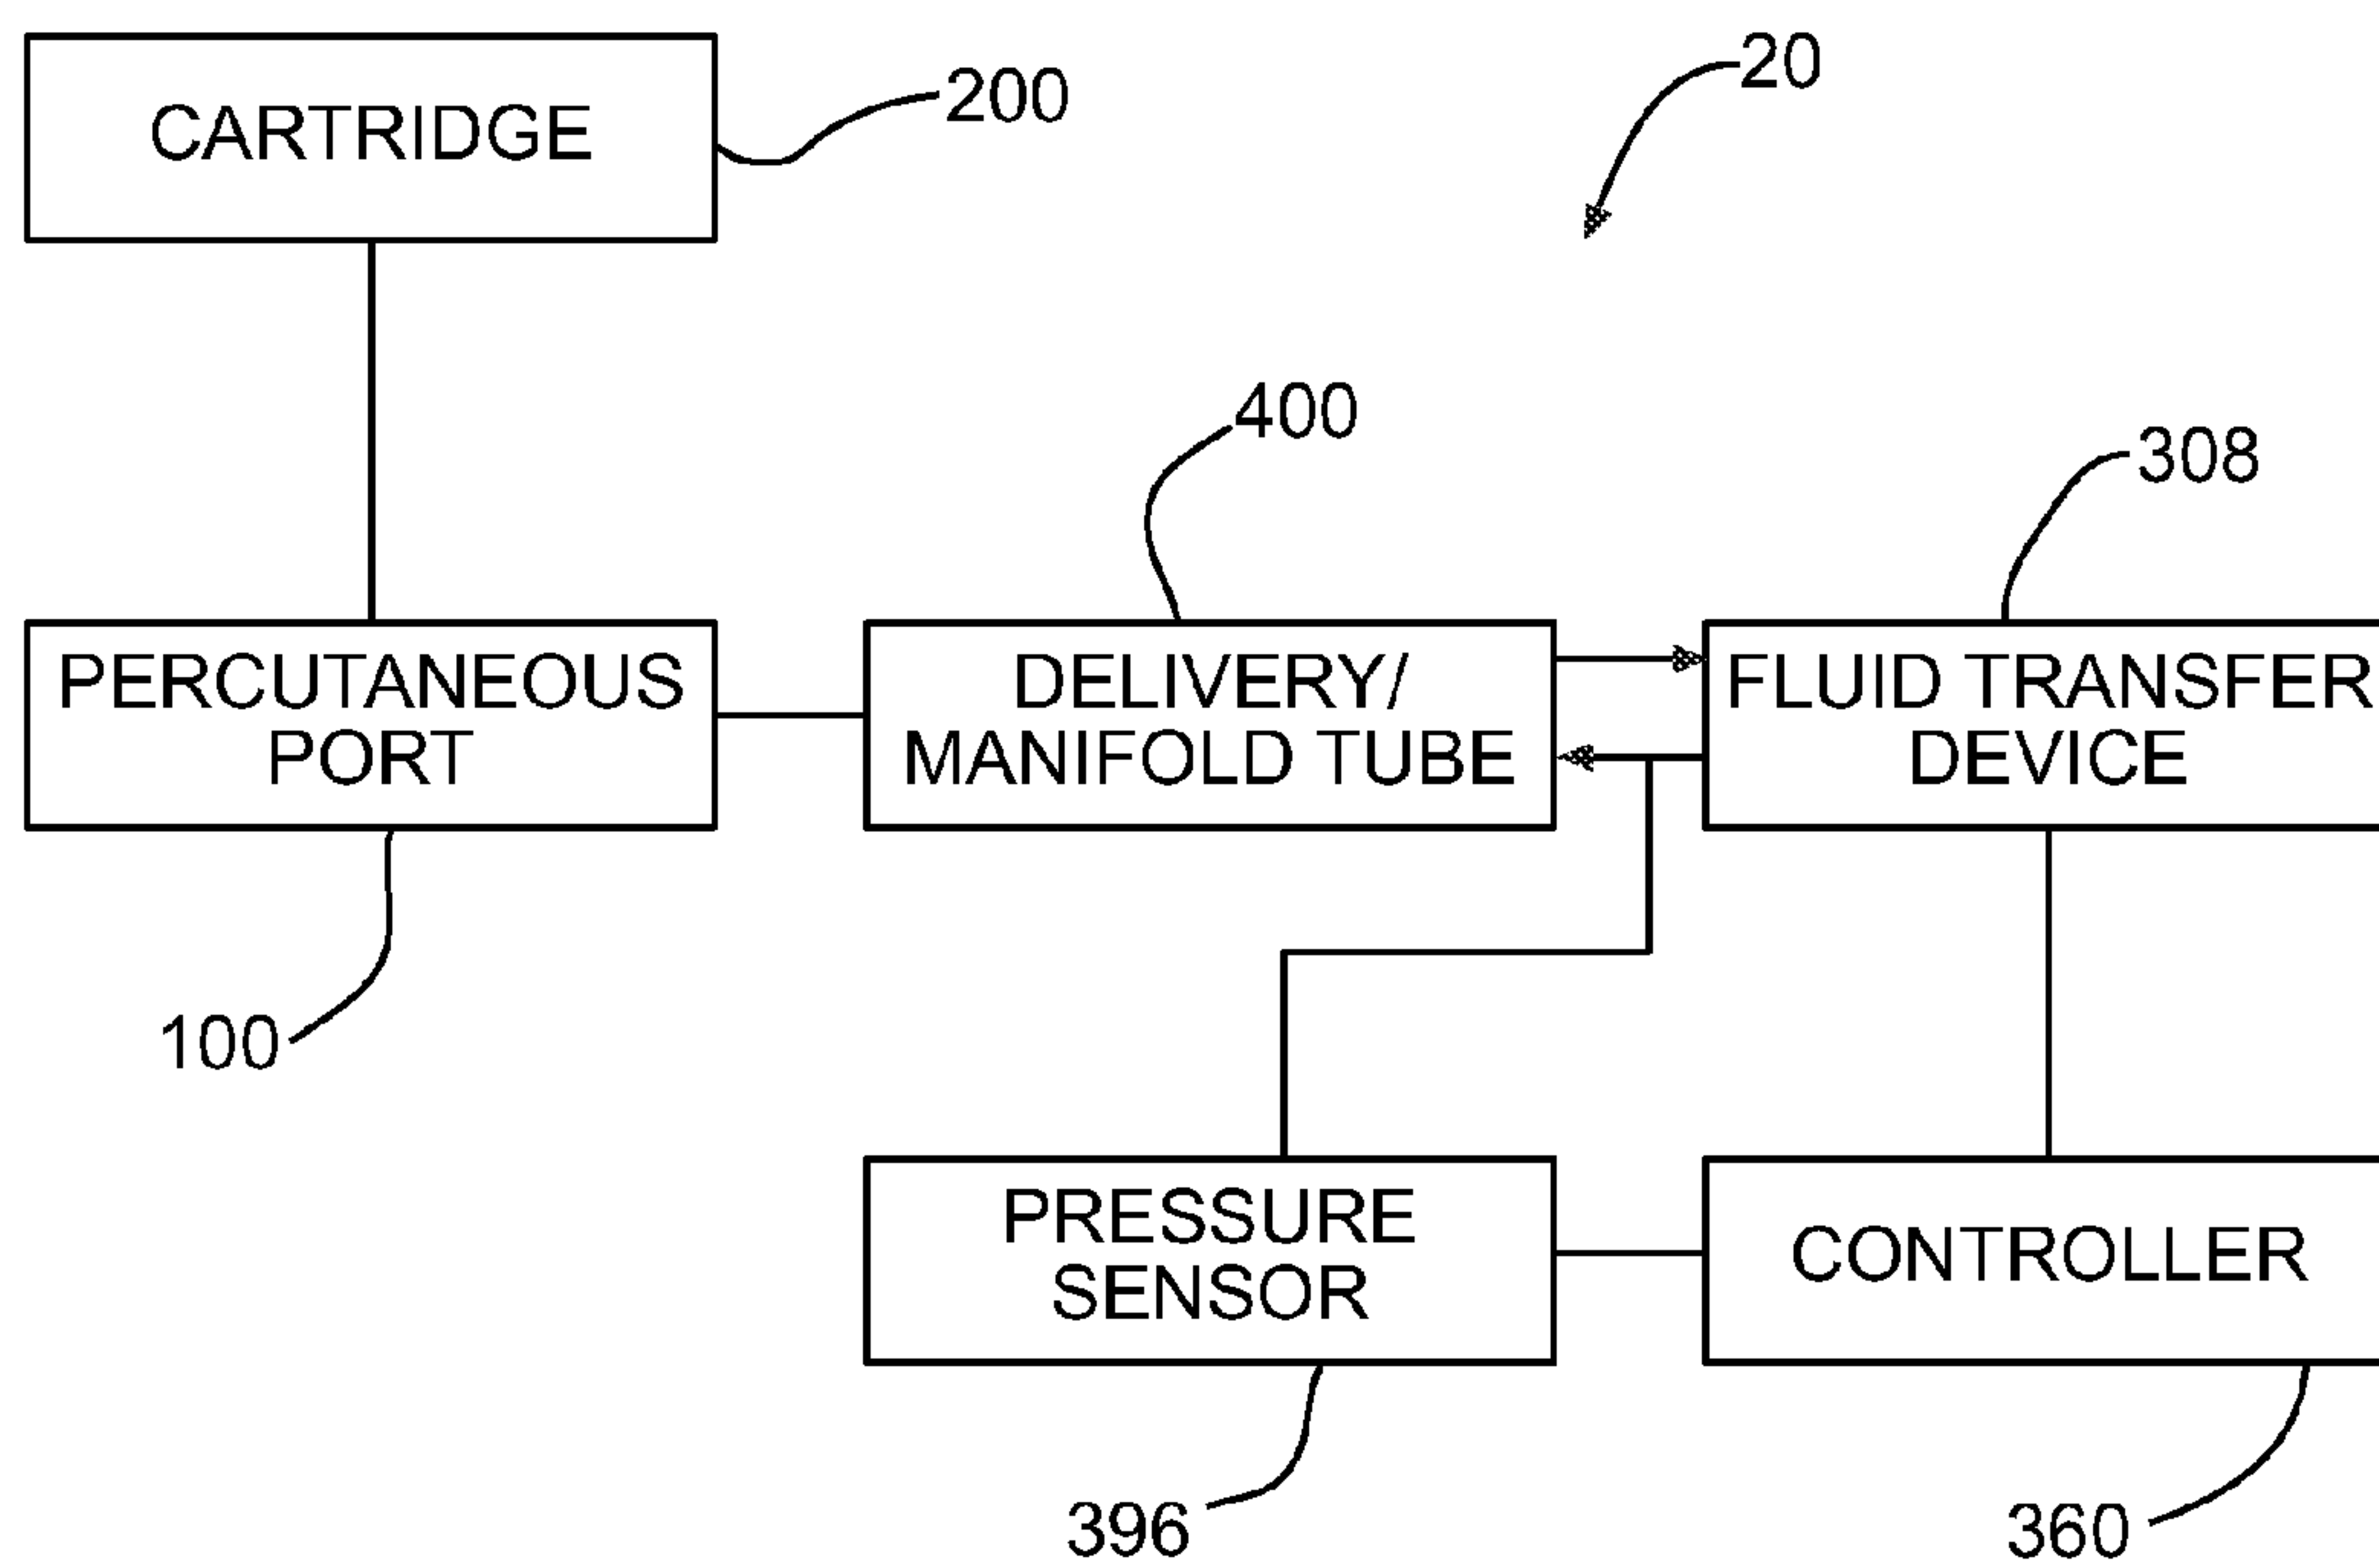 CARTRIDGE
200
20
400
308
PERCUTANEOUS
PORT
DELIVERY/
MANIFOLD TUBE
FLUID TRANSFER
DEVICE
100
PRESSURE
SENSOR
CONTROLLER
396
360